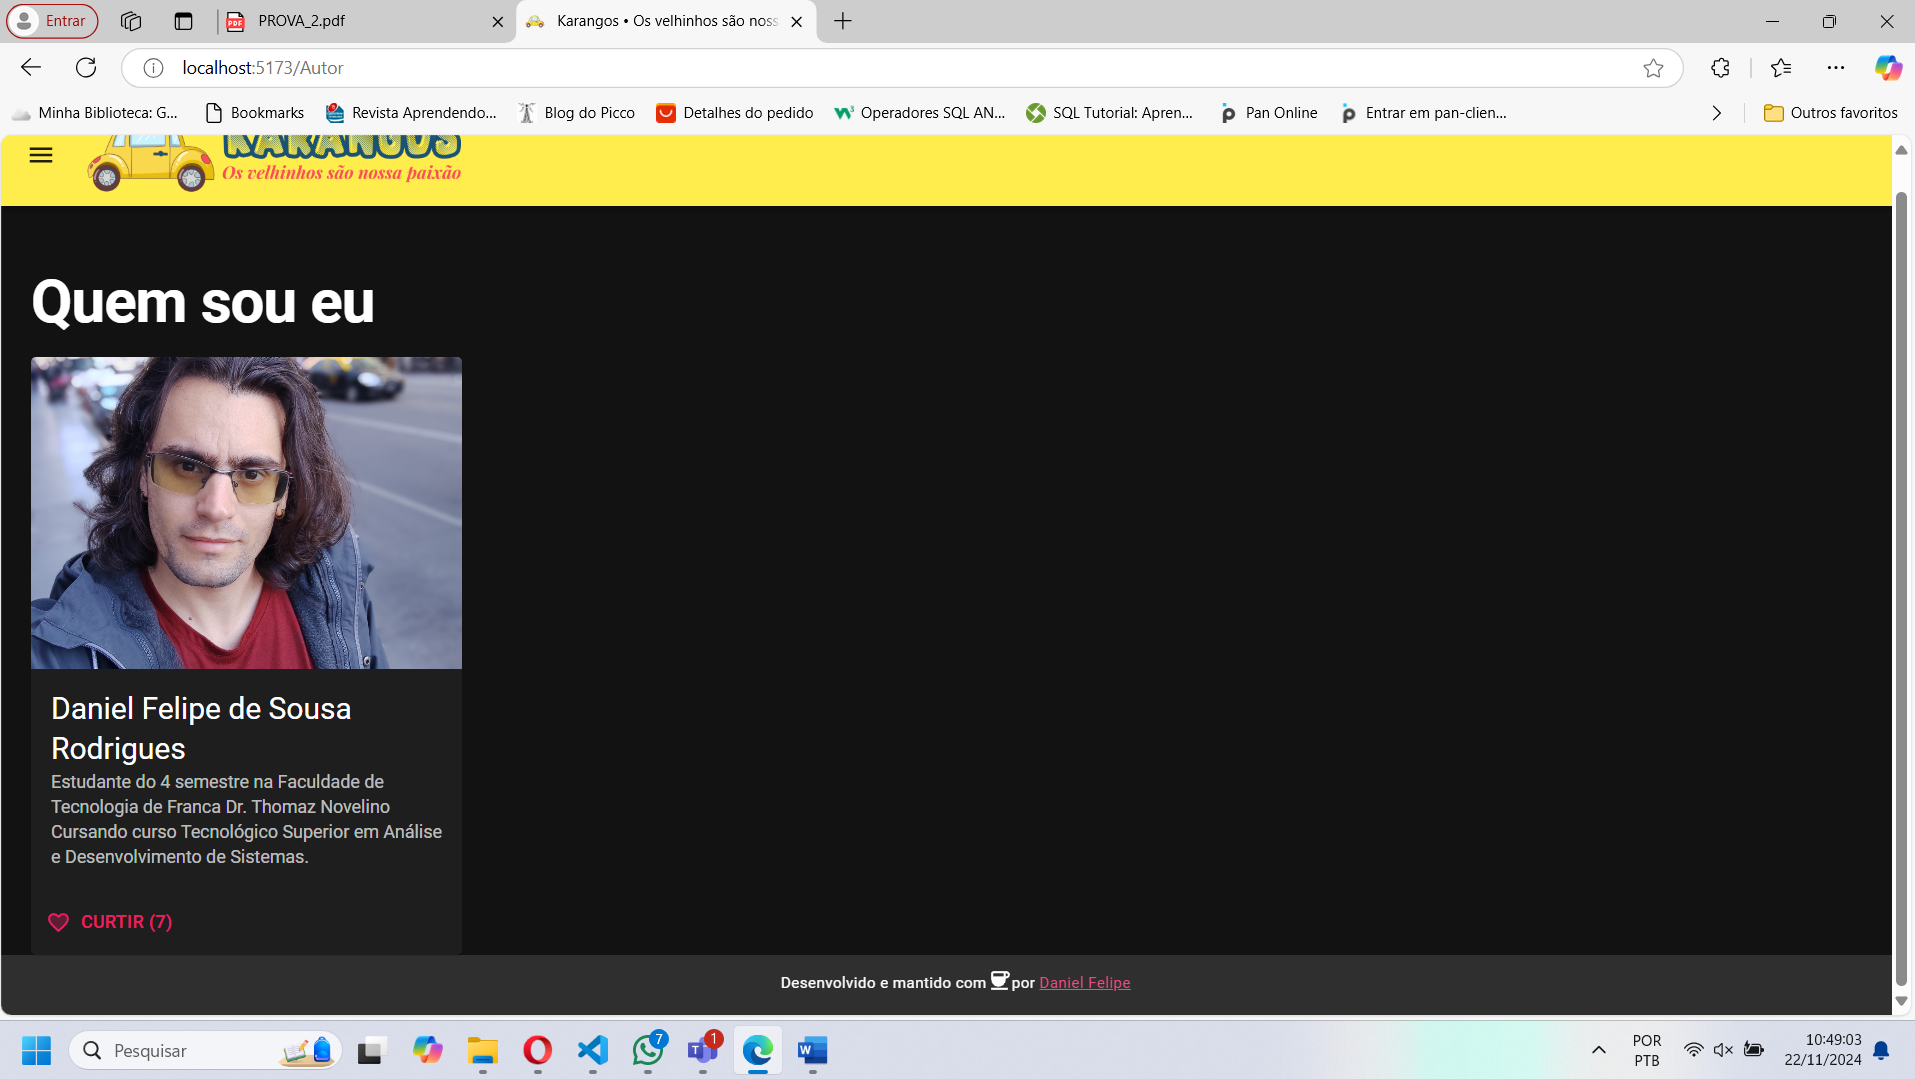 Entrar
PROVA_2.pdf
Karangos • Os velhinhos são noss
localhost:5173/Autor
Minha Biblioteca: G...
Bookmarks
Revista Aprendendo...
Blog do Picco
Detalhes do pedido
Operadores SQL AN...
SQL Tutorial: Apren...
Pan Online
Entrar em pan-clien...
Outros favoritos
KARANGOS
Os velhinhos são nossa paixão
Quem sou eu
Daniel Felipe de Sousa
Rodrigues
Estudante do 4 semestre na Faculdade de
Tecnologia de Franca Dr. Thomaz Novelino
Cursando curso Tecnológico Superior em Análise
e Desenvolvimento de Sistemas.
CURTIR (7)
Desenvolvido e mantido com por Daniel Felipe
Pesquisar
7
1
POR
PTB
10:49:03
22/11/2024